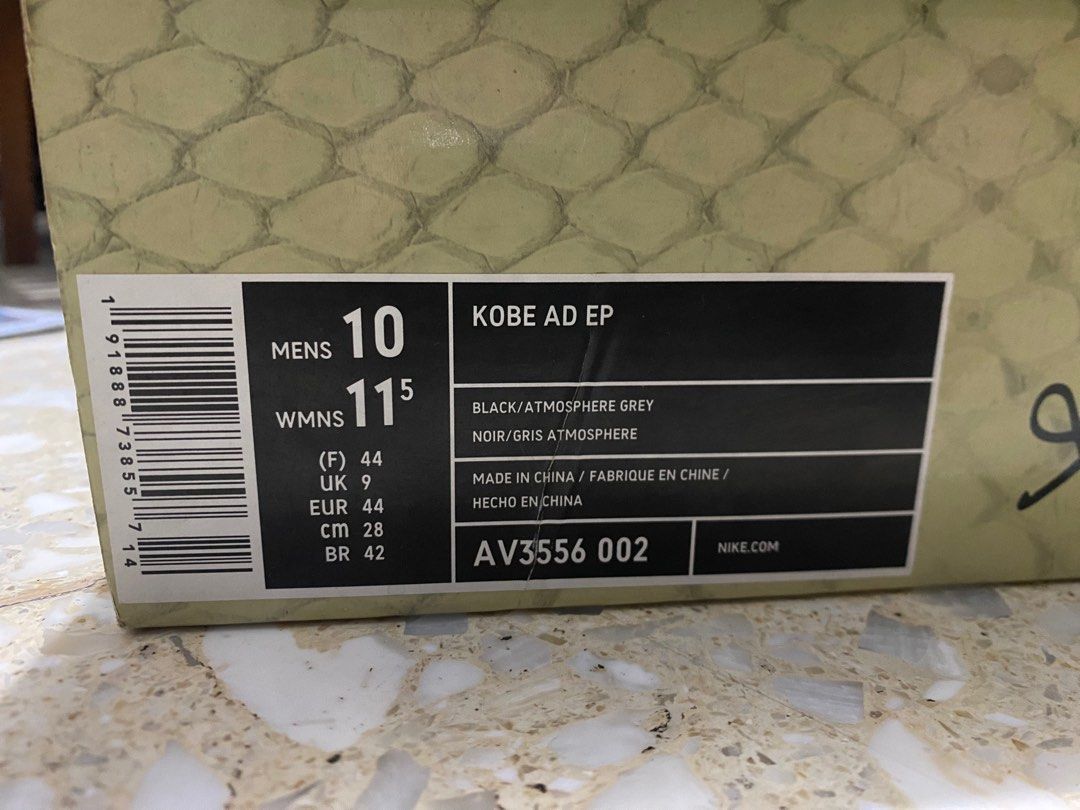 1 91888 73855 7 14
MENS 10
WMNS 11⁵
(F) 44
UK 9
EUR 44
cm 28
BR 42
KOBE AD EP
BLACK/ATMOSPHERE GREY
NOIR/GRIS ATMOSPHERE
MADE IN CHINA / FABRIQUE EN CHINE /
HECHO EN CHINA
AV3556 002
NIKE.COM